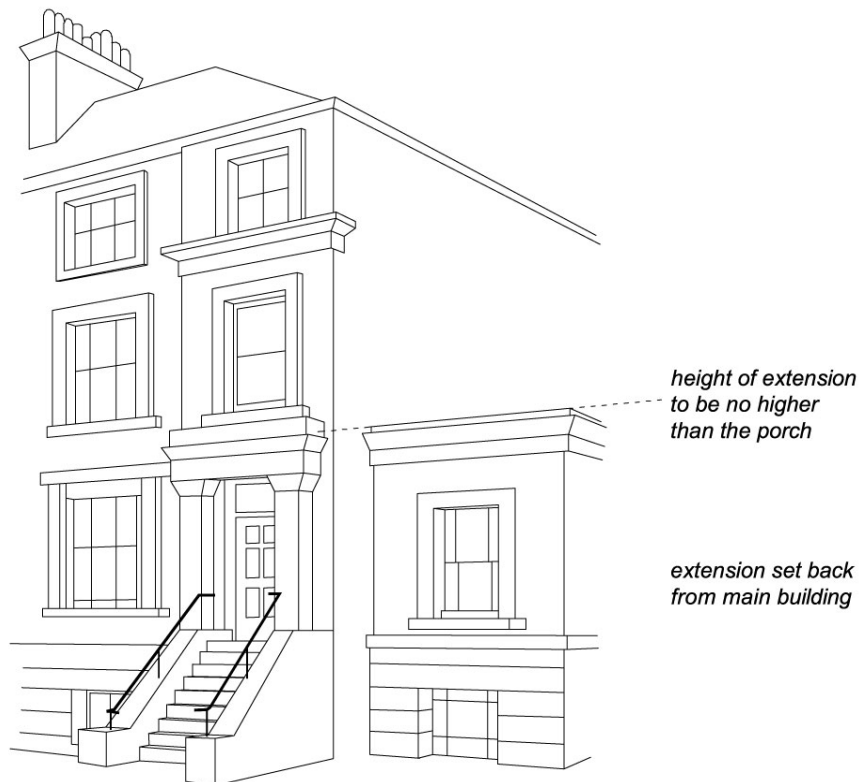 height of extension
to be no higher
than the porch
extension set back
from main building